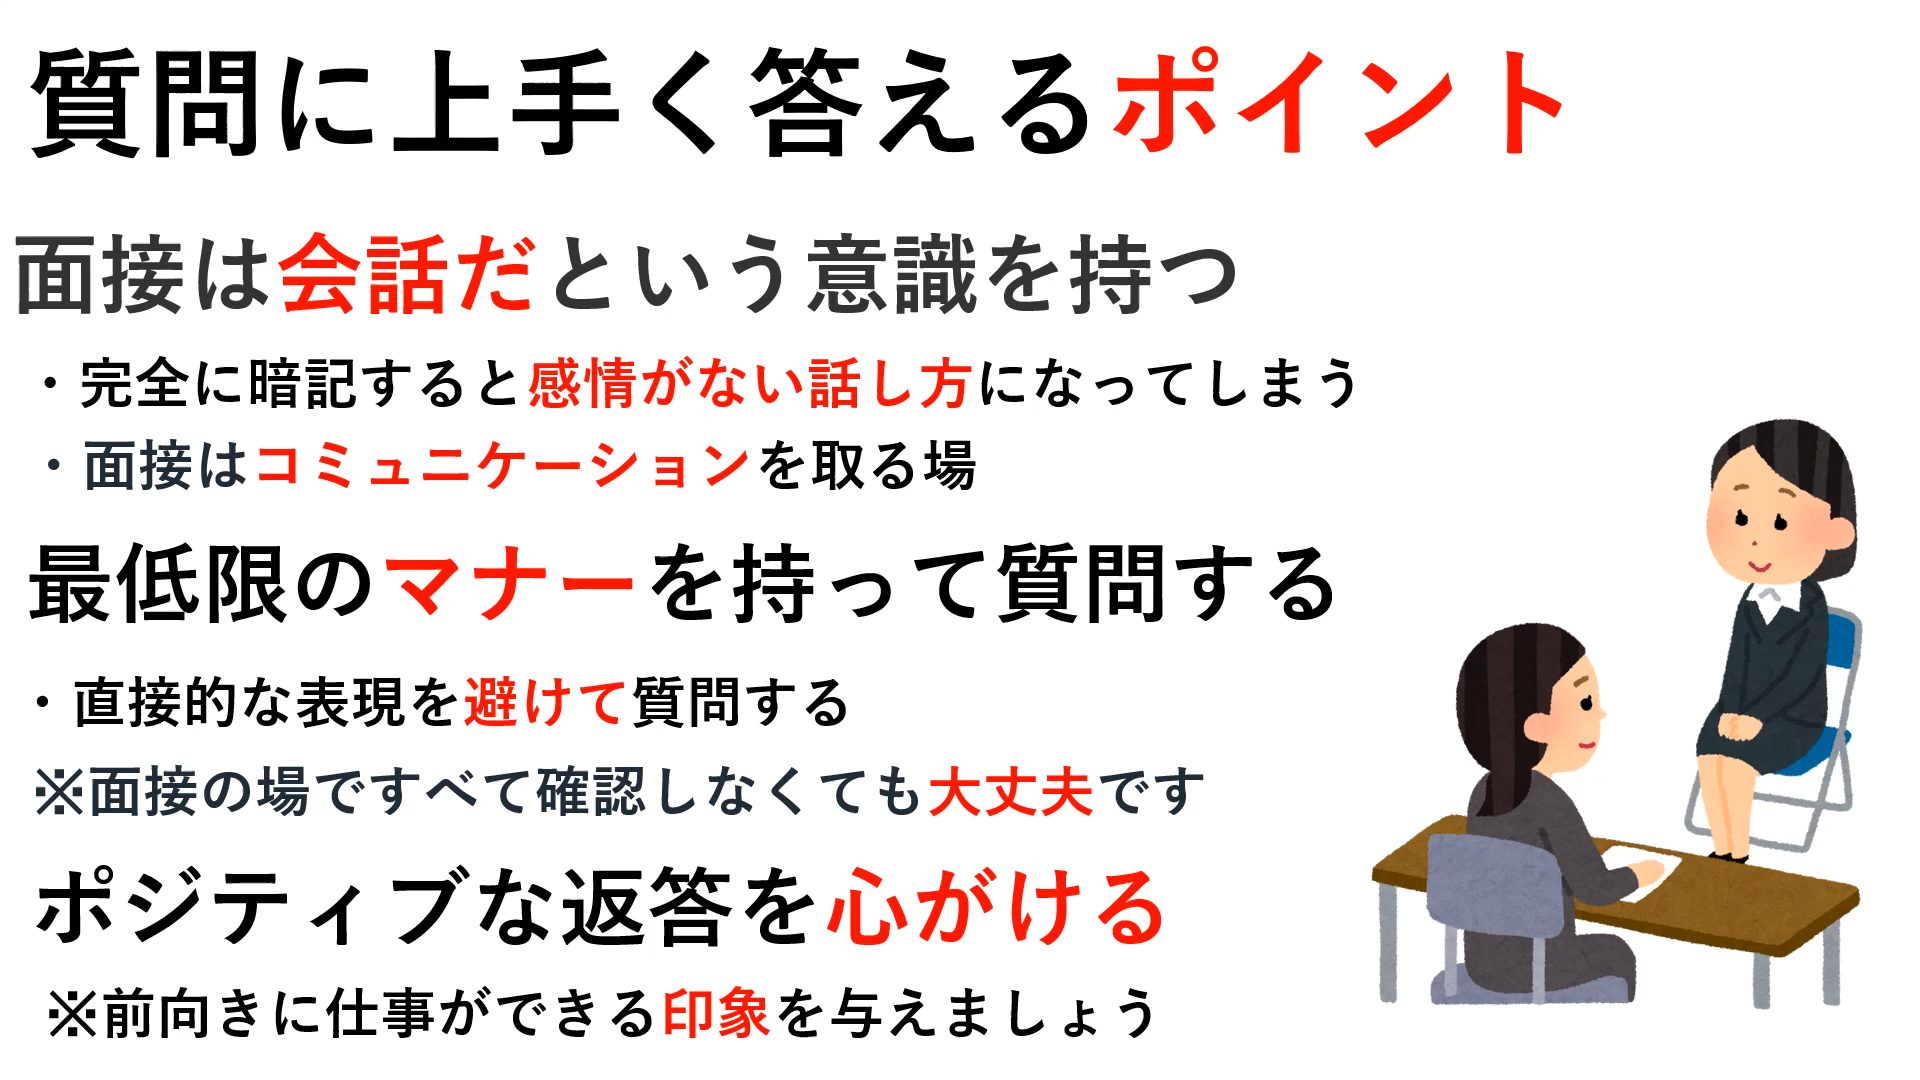 質問に上手く答えるポイント
面接は会話だという意識を持つ
・完全に暗記すると感情がない話し方になってしまう
・面接はコミュニケーションを取る場
最低限のマナーを持って質問する
・直接的な表現を避けて質問する
※面接の場ですべて確認しなくても大丈夫です
ポジティブな返答を心がける
※前向きに仕事ができる印象を与えましょう